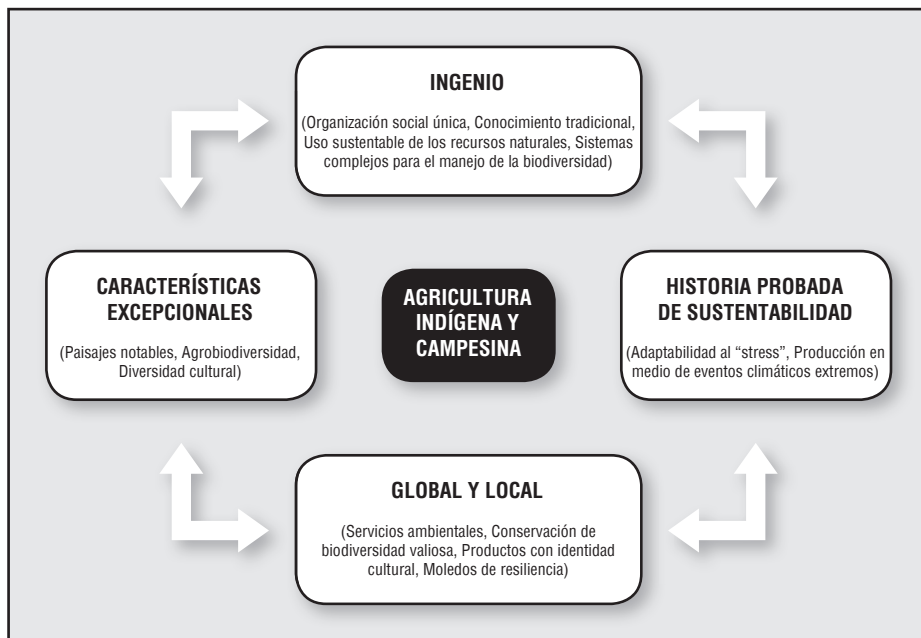 INGENIO
(Organización social única, Conocimiento tradicional,
Uso sustentable de los recursos naturales, Sistemas
complejos para el manejo de la biodiversidad)
CARACTERÍSTICAS
EXCEPCIONALES
(Paisajes notables, Agrobiodiversidad,
Diversidad cultural)
AGRICULTURA
INDÍGENA Y
CAMPESINA
HISTORIA PROBADA
DE SUSTENTABILIDAD
(Adaptabilidad al “stress”, Producción en
medio de eventos climáticos extremos)
GLOBAL Y LOCAL
(Servicios ambientales, Conservación de
biodiversidad valiosa, Productos con identidad
cultural, Moledos de resiliencia)